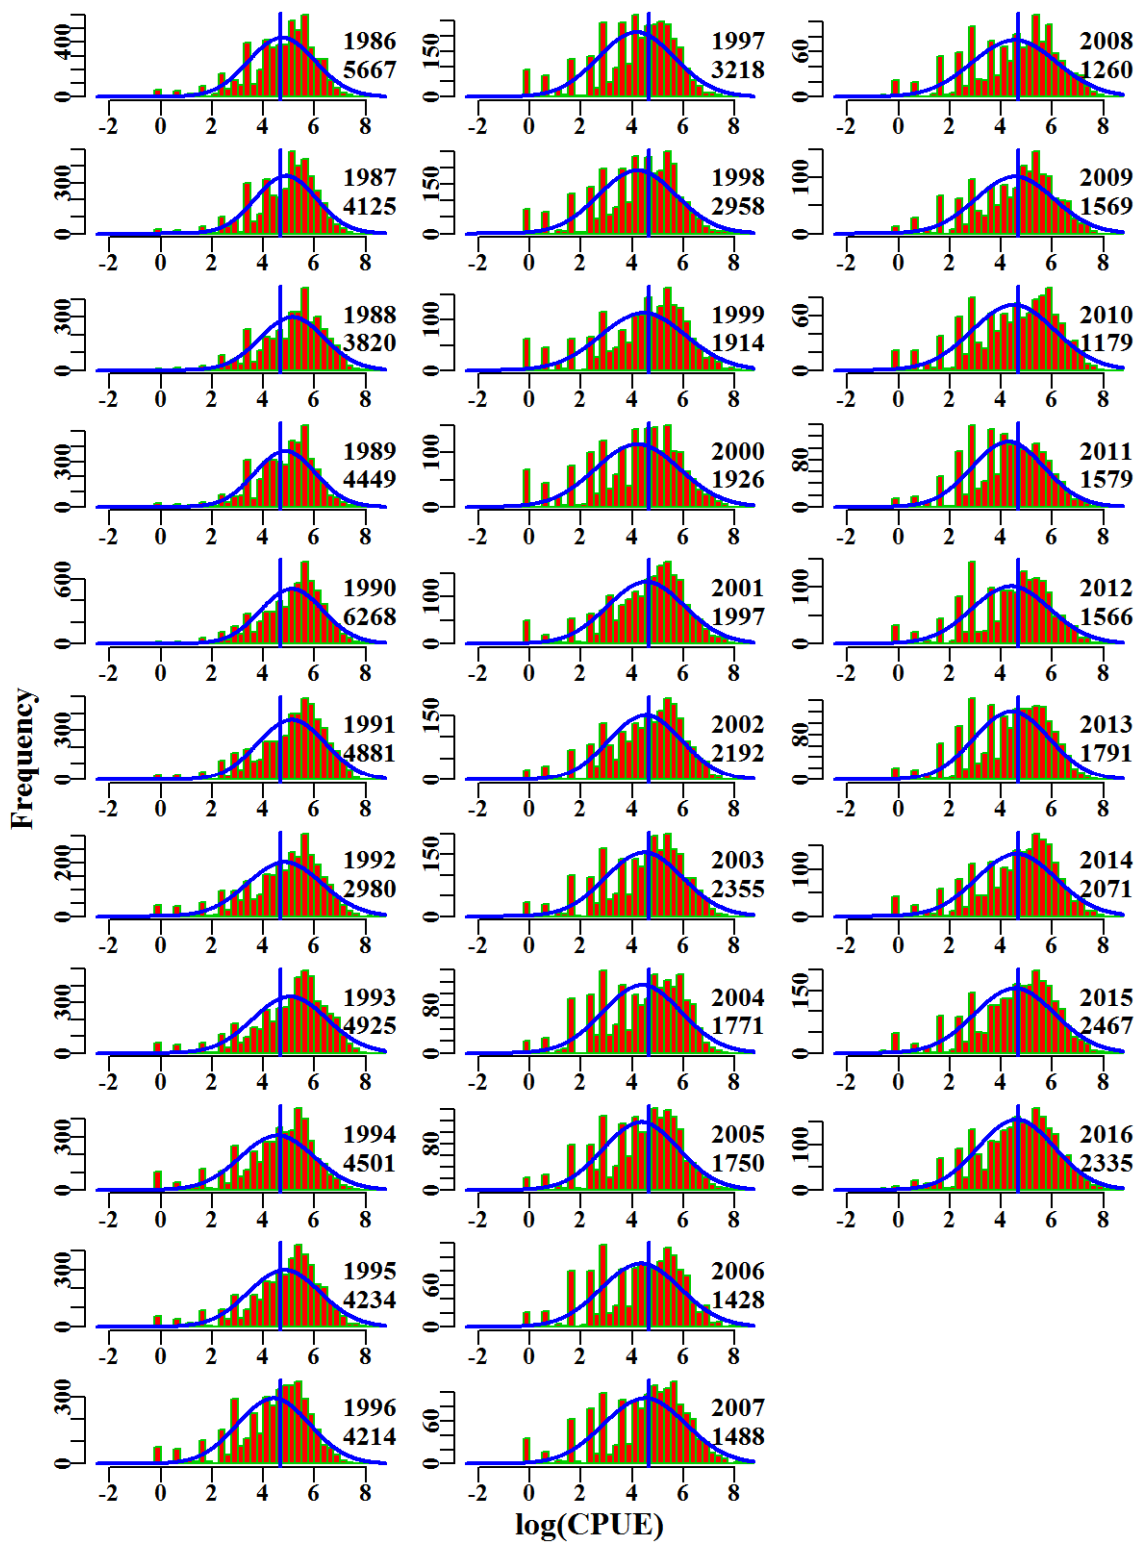 Frequency
0 400
1986
5667
-2 0 2 4 6 8
0 300
1987
4125
-2 0 2 4 6 8
0 300
1988
3820
-2 0 2 4 6 8
0 300
1989
4449
-2 0 2 4 6 8
0 600
1990
6268
-2 0 2 4 6 8
0 300
1991
4881
-2 0 2 4 6 8
0 200
1992
2980
-2 0 2 4 6 8
0 300
1993
4925
-2 0 2 4 6 8
0 300
1994
4501
-2 0 2 4 6 8
0 300
1995
4234
-2 0 2 4 6 8
0 300
1996
4214
-2 0 2 4 6 8
0 150
1997
3218
-2 0 2 4 6 8
0 150
1998
2958
-2 0 2 4 6 8
0 100
1999
1914
-2 0 2 4 6 8
0 100
2000
1926
-2 0 2 4 6 8
0 100
2001
1997
-2 0 2 4 6 8
0 150
2002
2192
-2 0 2 4 6 8
0 150
2003
2355
-2 0 2 4 6 8
0 80
2004
1771
-2 0 2 4 6 8
0 80
2005
1750
-2 0 2 4 6 8
0 60
2006
1428
-2 0 2 4 6 8
0 60
2007
1488
-2 0 2 4 6 8
0 60
2008
1260
-2 0 2 4 6 8
0 100
2009
1569
-2 0 2 4 6 8
0 60
2010
1179
-2 0 2 4 6 8
0 80
2011
1579
-2 0 2 4 6 8
0 100
2012
1566
-2 0 2 4 6 8
0 80
2013
1791
-2 0 2 4 6 8
0 100
2014
2071
-2 0 2 4 6 8
0 150
2015
2467
-2 0 2 4 6 8
0 100
2016
2335
-2 0 2 4 6 8
log(CPUE)